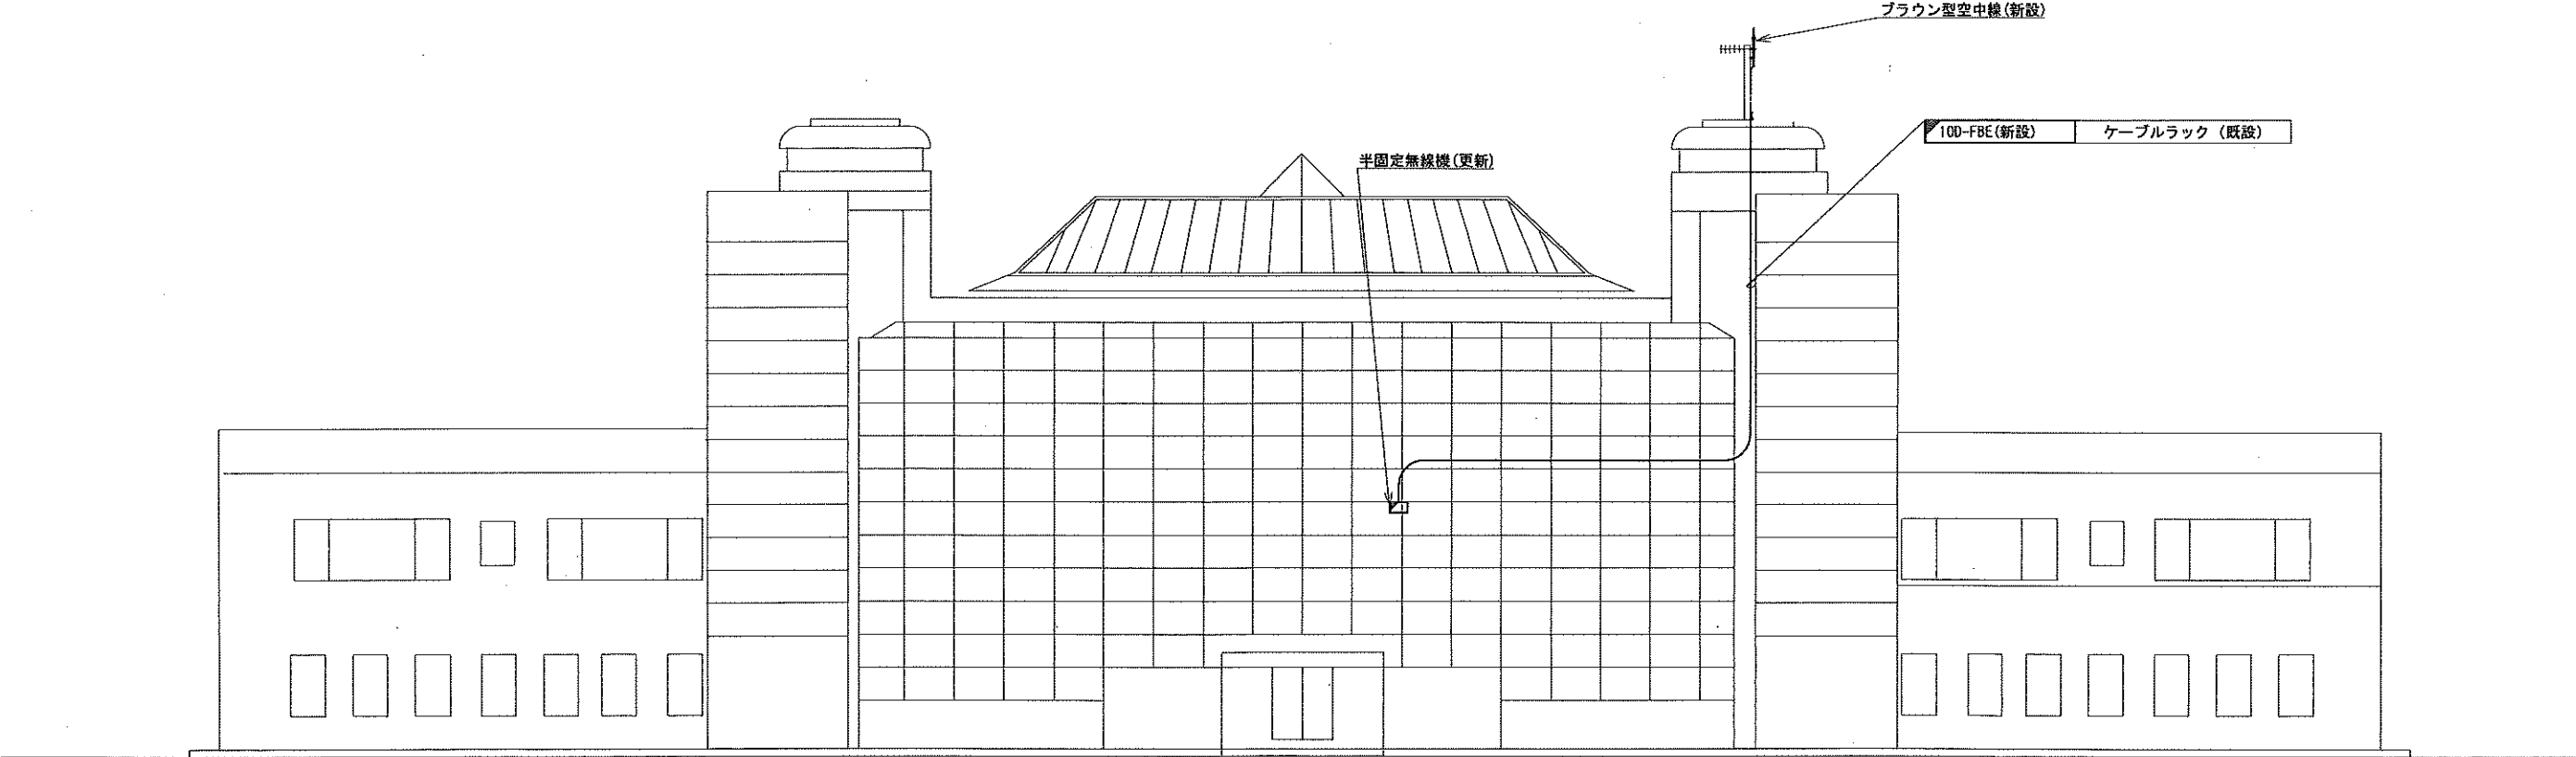 ブラウン型空中線(新設)
10D-FBE(新設) ケーブルラック（既設）
半固定無線機(更新)